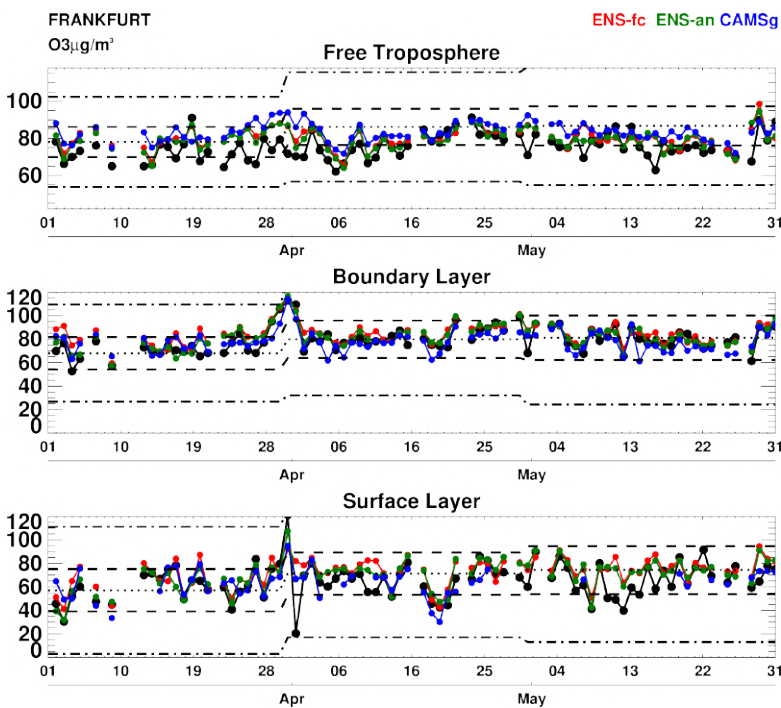 FRANKFURT
ENS-fc ENS-an CAMSg
O3μg/m³
Free Troposphere
100
80
60
01 10 19 28 06 16 25 04 13 22 31
Apr May
Boundary Layer
120
100
80
60
40
20
0
01 10 19 28 06 16 25 04 13 22 31
Apr May
Surface Layer
120
100
80
60
40
20
0
01 10 19 28 06 16 25 04 13 22 31
Apr May